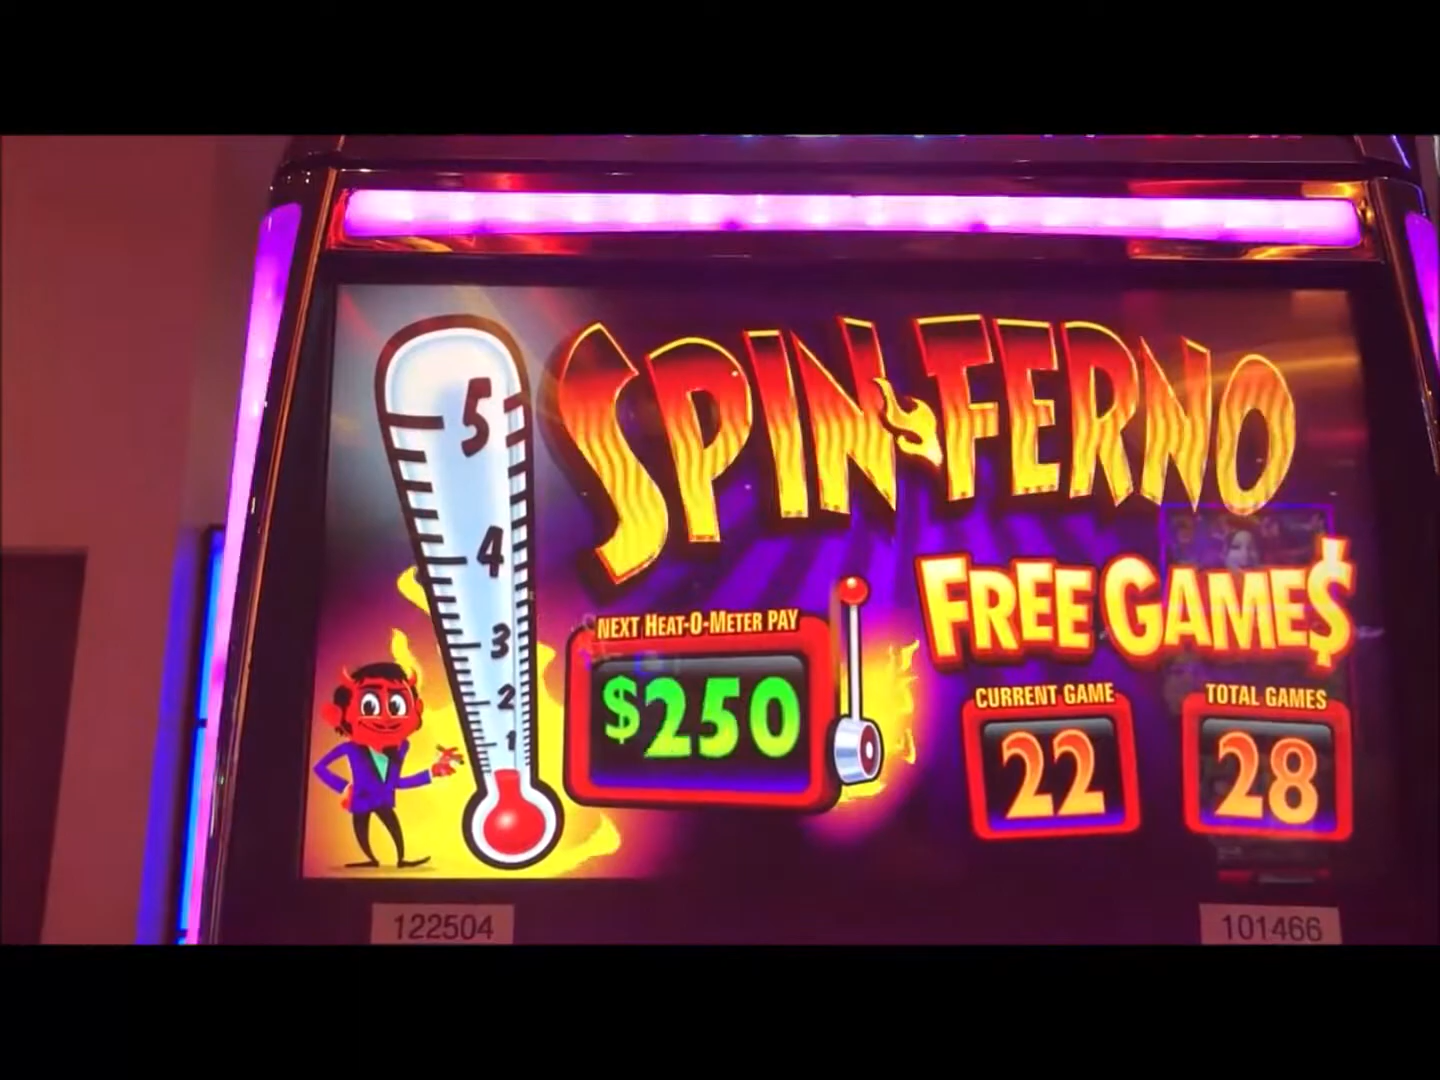 SPIN FERNO
FREE GAME$
5
4
3
2
1
NEXT HEAT-O-METER PAY
$250
CURRENT GAME
22
TOTAL GAMES
28
122504
101466